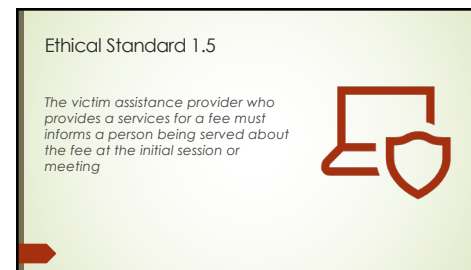 Ethical Standard 1.5
The victim assistance provider who
provides a services for a fee must
informs a person being served about
the fee at the initial session or
meeting